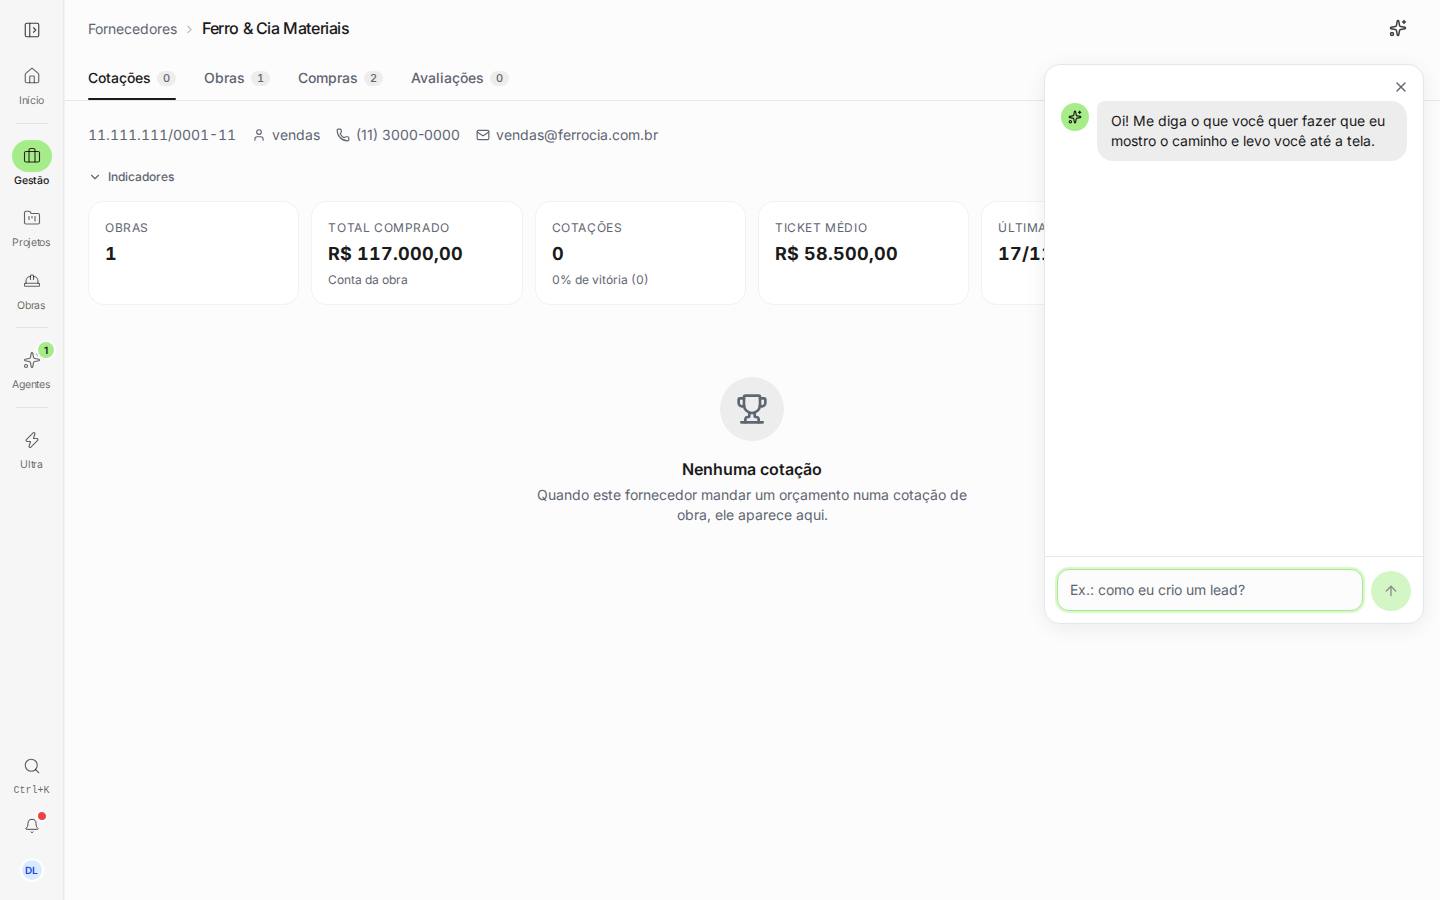 Fornecedores
Ferro & Cia Materiais
Início
Gestão
Projetos
Obras
1
Agentes
Ultra
Ctrl+K
DL
Cotações 0
Obras 1
Compras 2
Avaliações 0
11.111.111/0001-11
vendas
(11) 3000-0000
vendas@ferrocia.com.br
Indicadores
OBRAS
1
TOTAL COMPRADO
R$ 117.000,00
Conta da obra
COTAÇÕES
0
0% de vitória (0)
TICKET MÉDIO
R$ 58.500,00
Nenhuma cotação
Quando este fornecedor mandar um orçamento numa cotação de
obra, ele aparece aqui.
Oi! Me diga o que você quer fazer que eu
mostro o caminho e levo você até a tela.
Ex.: como eu crio um lead?